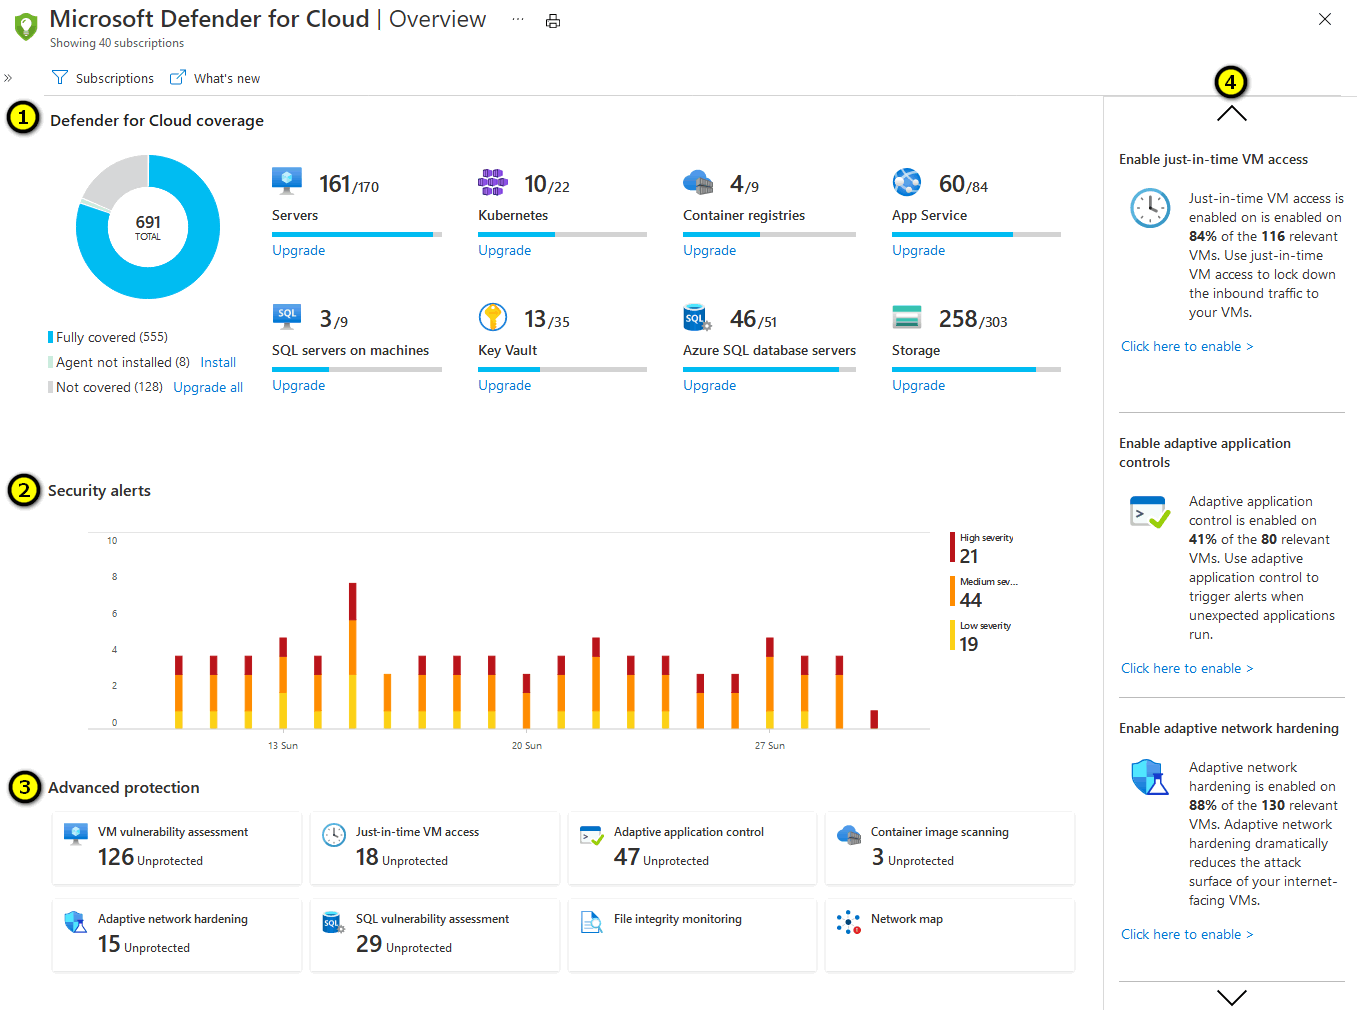 Microsoft Defender for Cloud | Overview ...
Showing 40 subscriptions
» Subscriptions What's new
1 Defender for Cloud coverage
691
TOTAL
Fully covered (555)
Agent not installed (8) Install
Not covered (128) Upgrade all
161/170
Servers
Upgrade
10/22
Kubernetes
Upgrade
4/9
Container registries
Upgrade
60/84
App Service
Upgrade
SQL
3/9
SQL servers on machines
Upgrade
13/35
Key Vault
Upgrade
SQL
46/51
Azure SQL database servers
Upgrade
258/303
Storage
Upgrade
2 Security alerts
10
8
6
4
2
0
13 Sun
20 Sun
27 Sun
High severity
21
Medium sev...
44
Low severity
19
3 Advanced protection
VM vulnerability assessment
126 Unprotected
Just-in-time VM access
18 Unprotected
Adaptive application control
47 Unprotected
Container image scanning
3 Unprotected
Adaptive network hardening
15 Unprotected
SQL
SQL vulnerability assessment
29 Unprotected
File integrity monitoring
Network map
4
Enable just-in-time VM access
Just-in-time VM access is
enabled on is enabled on
84% of the 116 relevant
VMs. Use just-in-time
VM access to lock down
the inbound traffic to
your VMs.
Click here to enable >
Enable adaptive application
controls
Adaptive application
control is enabled on
41% of the 80 relevant
VMs. Use adaptive
application control to
trigger alerts when
unexpected applications
run.
Click here to enable >
Enable adaptive network hardening
Adaptive network
hardening is enabled on
88% of the 130 relevant
VMs. Adaptive network
hardening dramatically
reduces the attack
surface of your internet-
facing VMs.
Click here to enable >